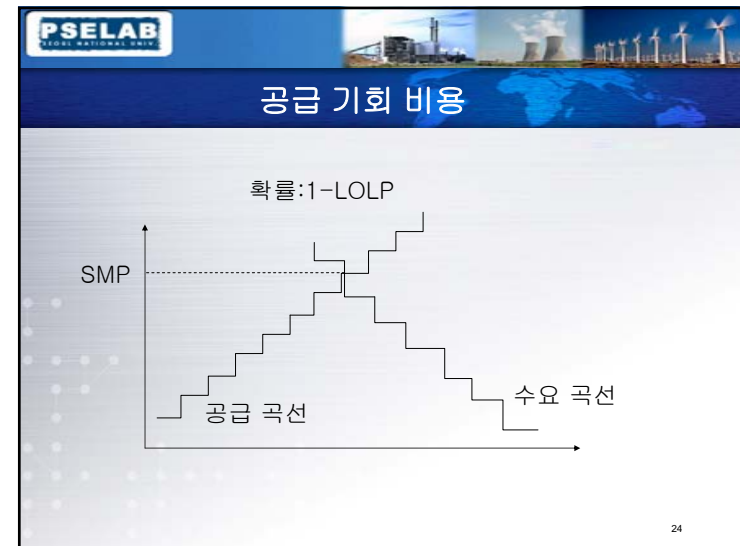 PSELAB
SEOUL NATIONAL UNIV.
공급 기회 비용
확률:1-LOLP
SMP
공급 곡선
수요 곡선
24